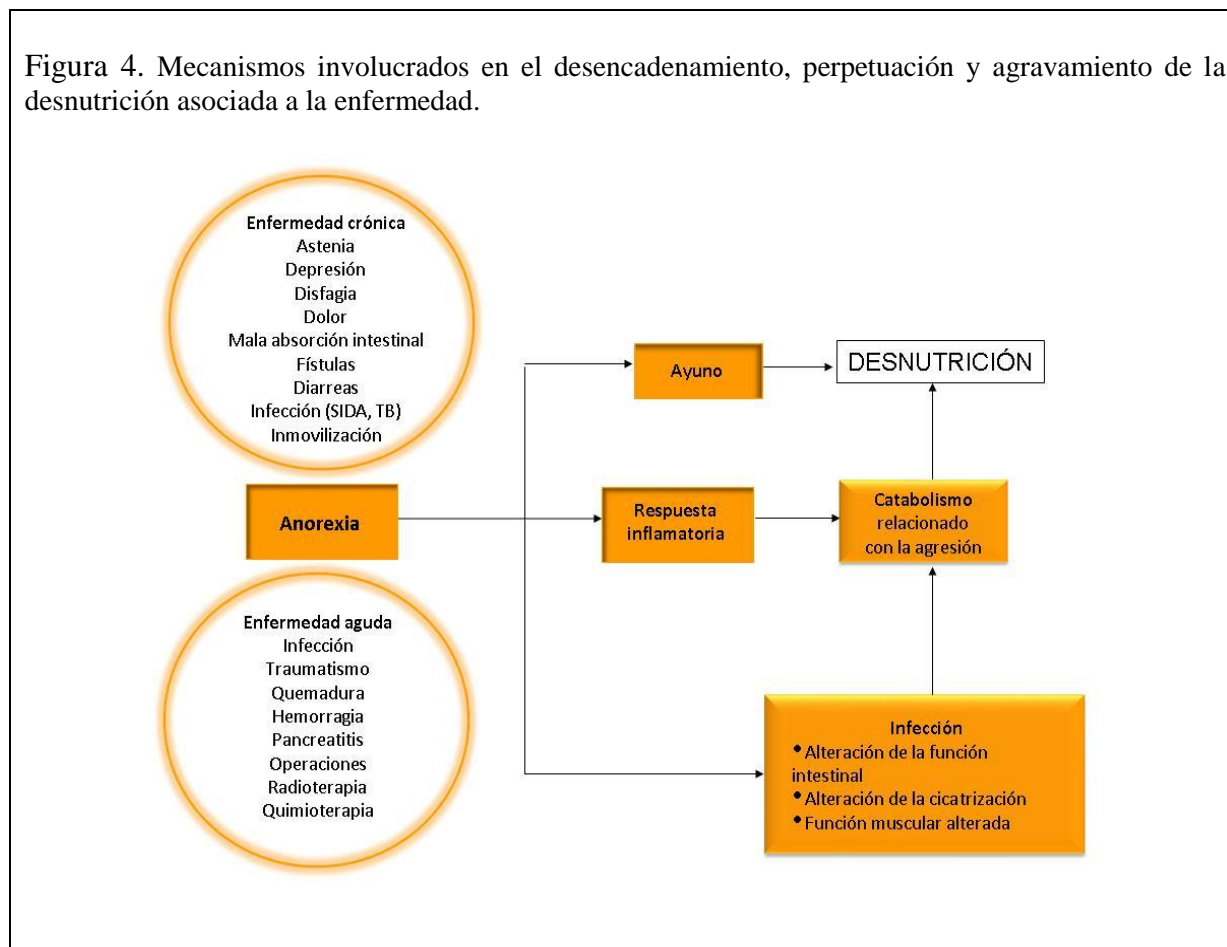 Figura 4. Mecanismos involucrados en el desencadenamiento, perpetuación y agravamiento de la
desnutrición asociada a la enfermedad.
Enfermedad crónica
Astenia
Depresión
Disfagia
Dolor
Mala absorción intestinal
Fístulas
Diarreas
Infección (SIDA, TB)
Inmovilización
Anorexia
Enfermedad aguda
Infección
Traumatismo
Quemadura
Hemorragia
Pancreatitis
Operaciones
Radioterapia
Quimioterapia
Ayuno
DESNUTRICIÓN
Respuesta
inflamatoria
Catabolismo
relacionado
con la agresión
Infección
•Alteración de la función
intestinal
•Alteración de la cicatrización
•Función muscular alterada